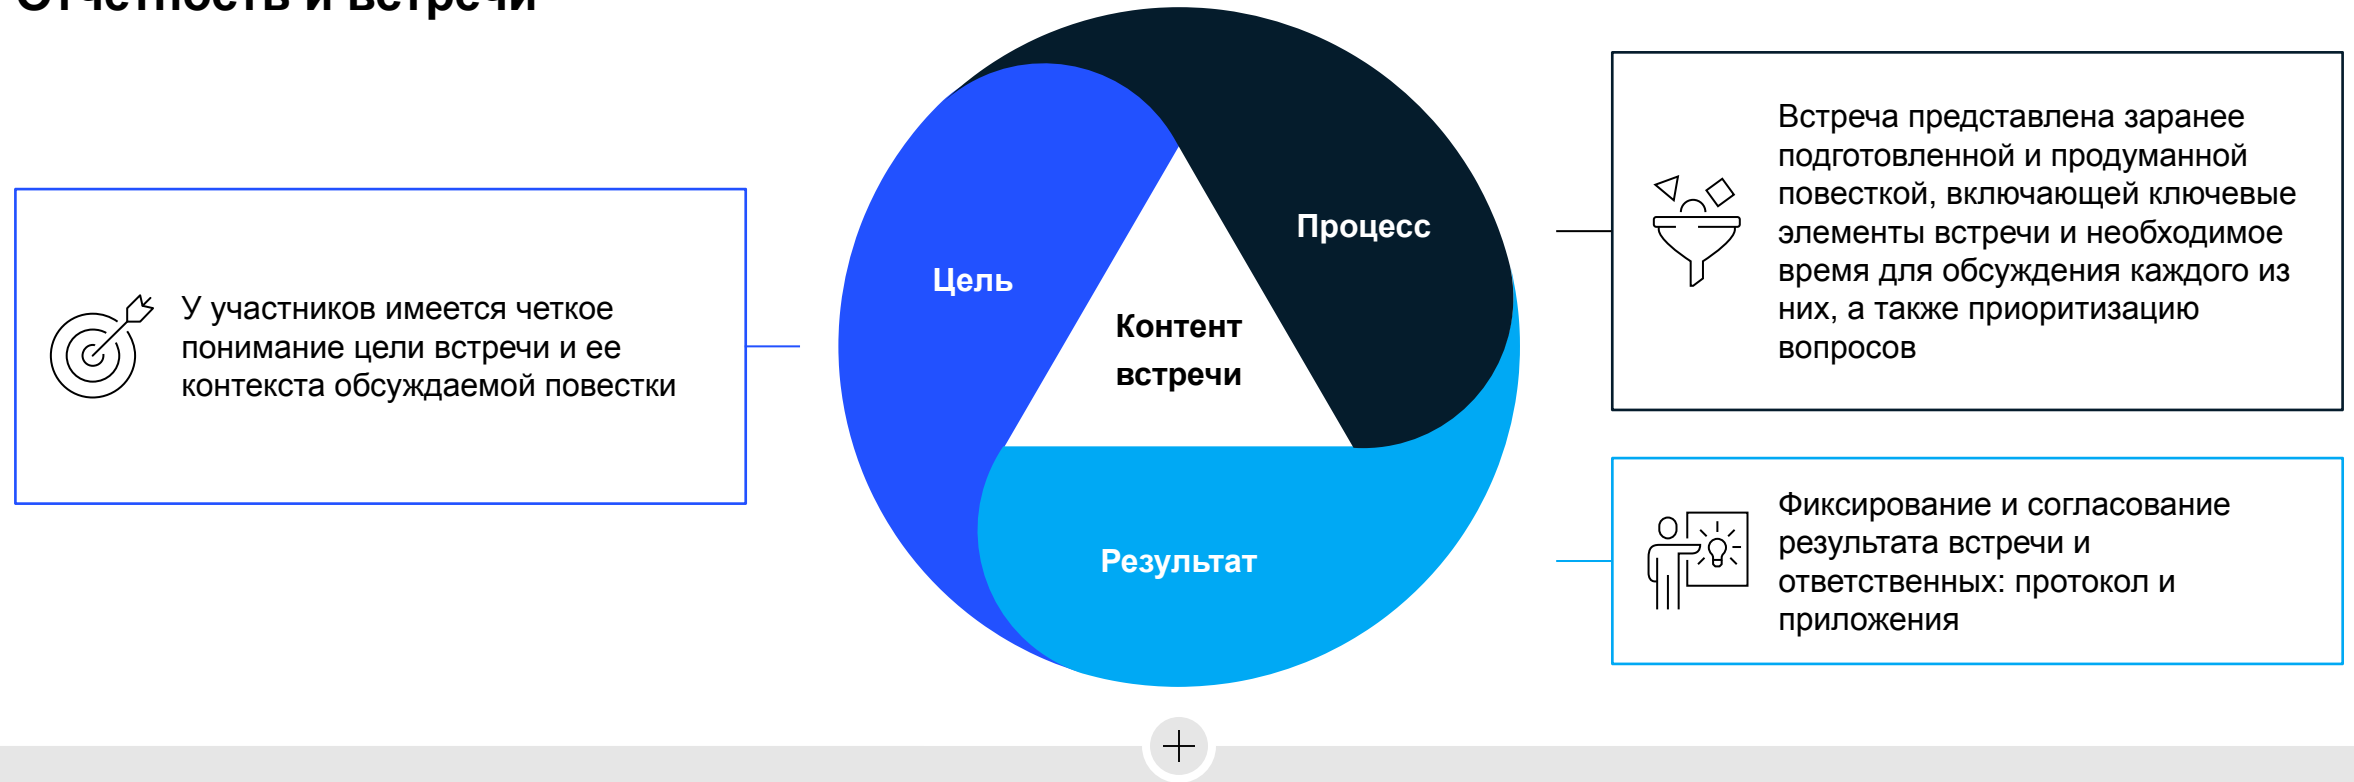 Отчетность и встречи
У участников имеется четкое
понимание цели встречи и ее
контекста обсуждаемой повестки
Цель
Процесс
Контент
встречи
Результат
Встреча представлена заранее
подготовленной и продуманной
повесткой, включающей ключевые
элементы встречи и необходимое
время для обсуждения каждого из
них, а также приоритизацию
вопросов
Фиксирование и согласование
результата встречи и
ответственных: протокол и
приложения